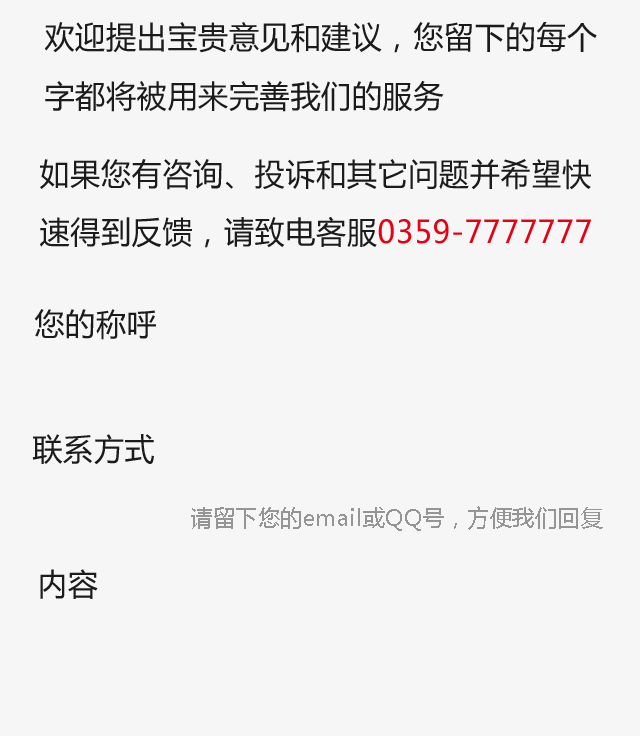 欢迎提出宝贵意见和建议，您留下的每个
字都将被用来完善我们的服务
如果您有咨询、投诉和其它问题并希望快
速得到反馈，请致电客服0359-7777777
您的称呼
联系方式
请留下您的email或QQ号，方便我们回复
内容